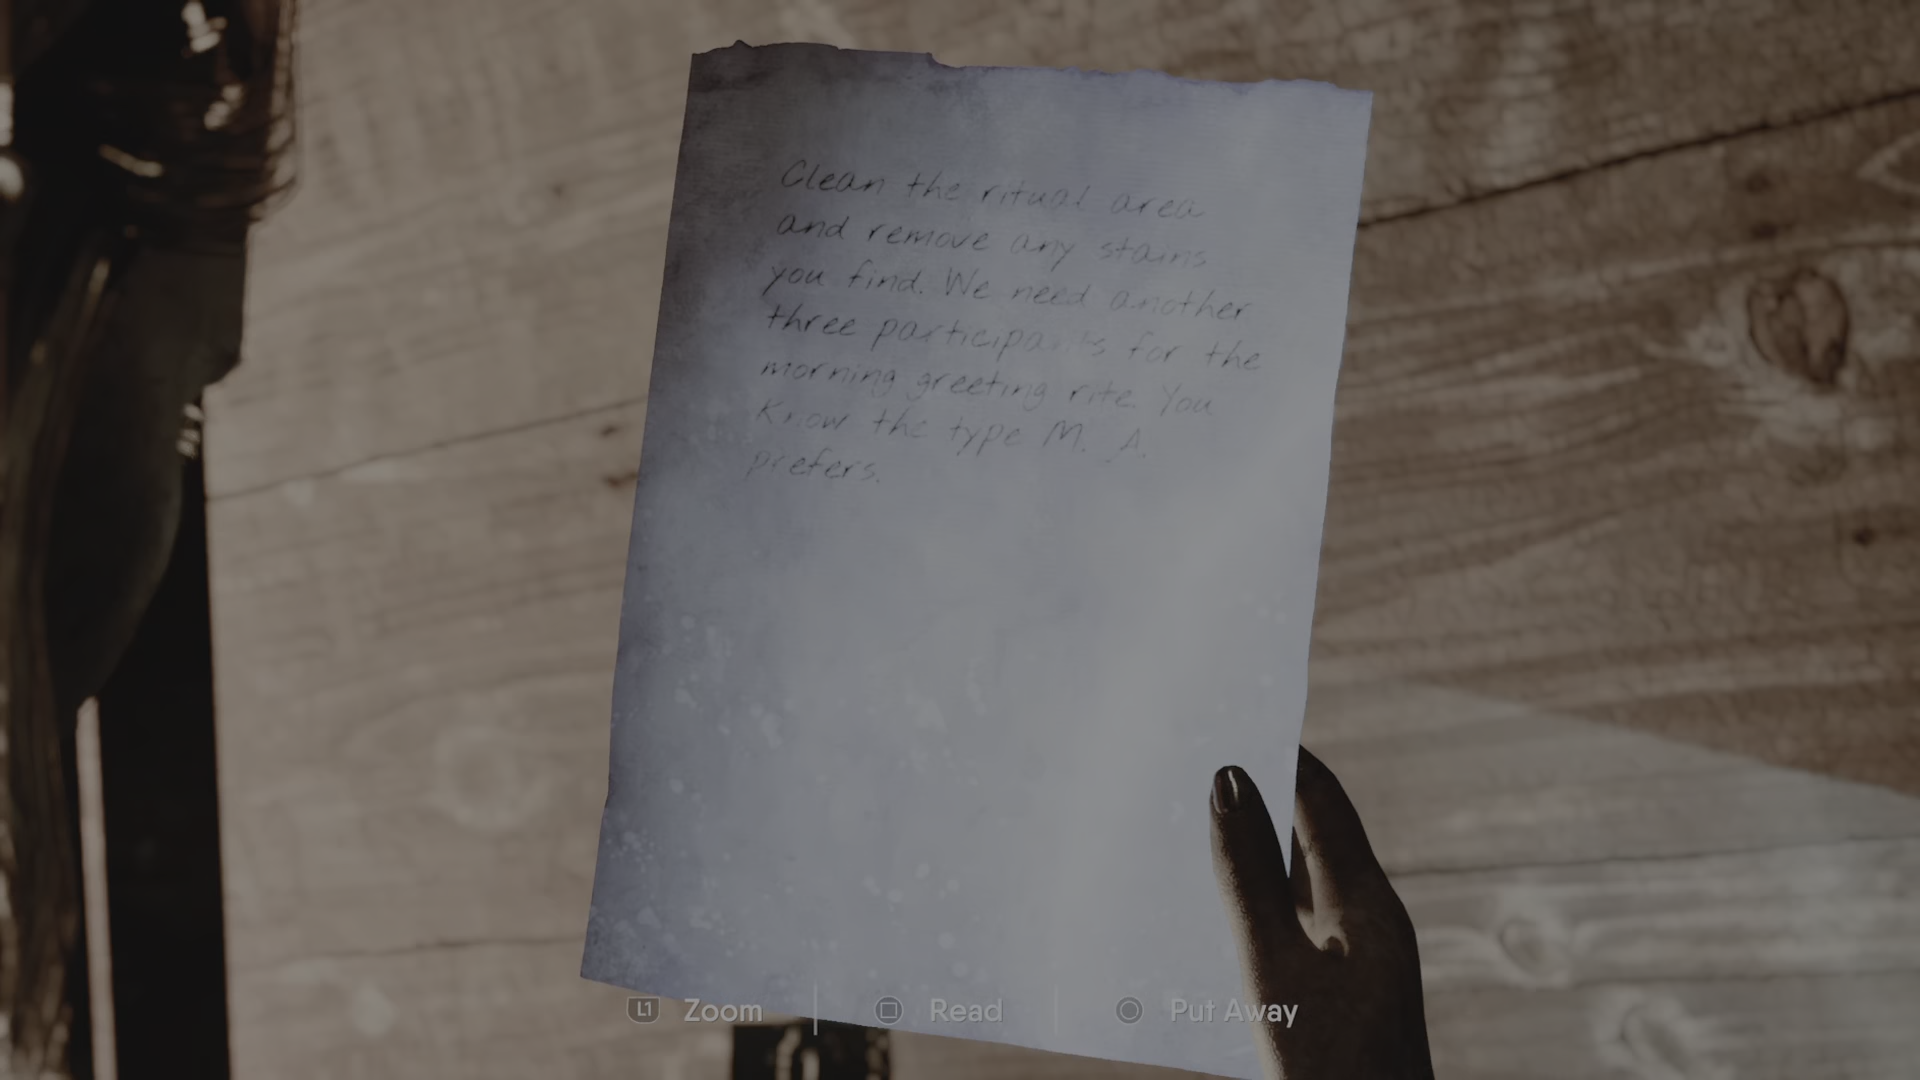 Clean the ritual area
and remove any stains
you find. We need another
three participants for the
morning greeting rite. You
Know the type M. A.
prefers.
L1 Zoom
Read
Put Away